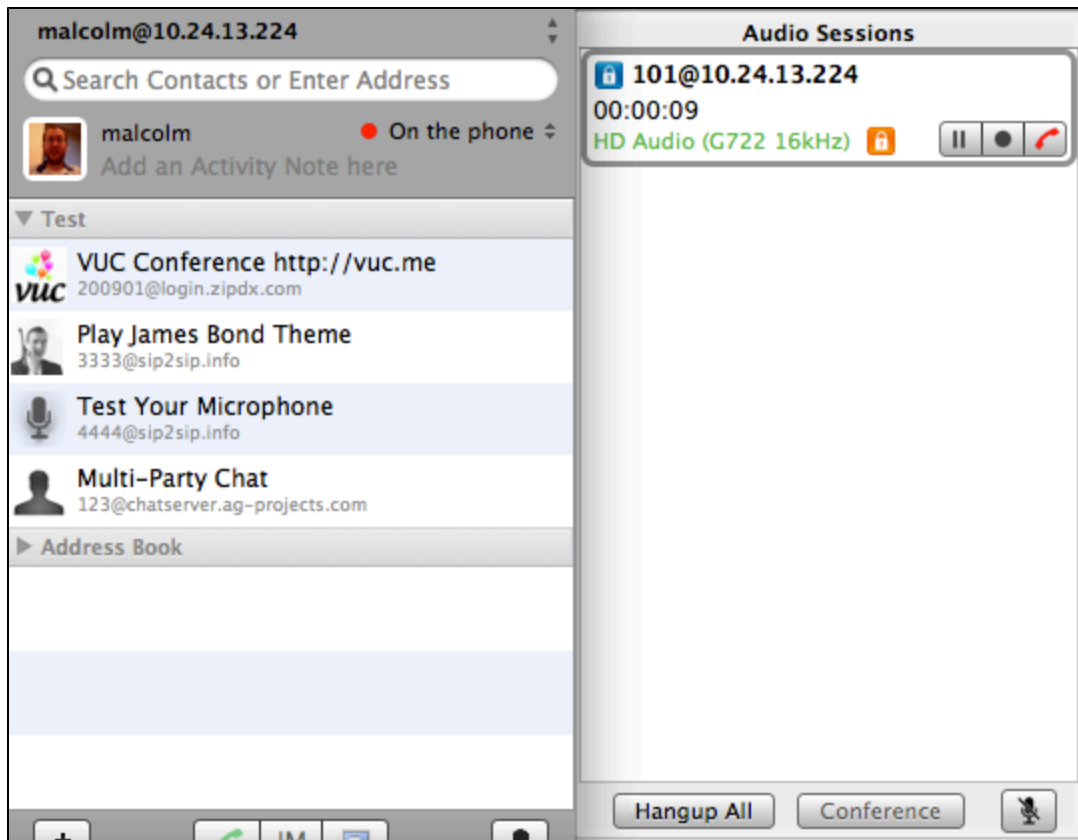 malcolm@10.24.13.224
Search Contacts or Enter Address
malcolm
On the phone
Add an Activity Note here
Test
VUC Conference http://vuc.me
vuc
200901@login.zipdx.com
Play James Bond Theme
3333@sip2sip.info
Test Your Microphone
4444@sip2sip.info
Multi-Party Chat
123@chatserver.ag-projects.com
Address Book
IM
Audio Sessions
101@10.24.13.224
00:00:09
HD Audio (G722 16kHz)
Hangup All
Conference